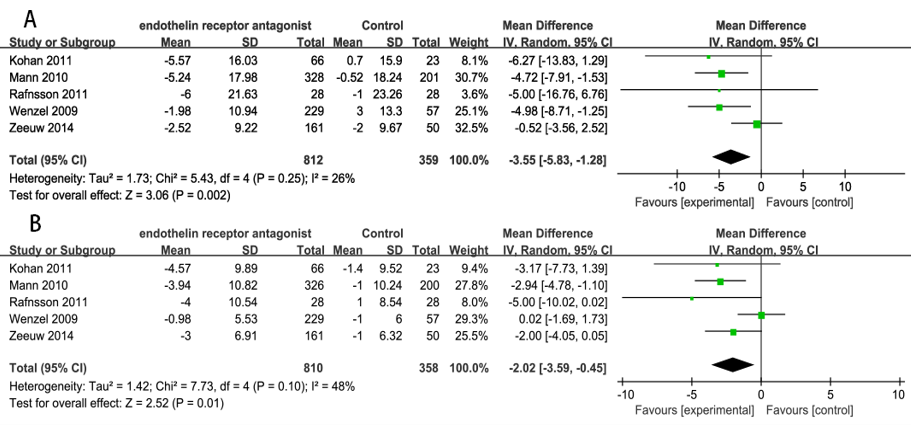 A
endothelin receptor antagonist Control Mean Difference Mean Difference
Study or Subgroup Mean SD Total Mean SD Total Weight IV, Random, 95% CI IV, Random, 95% CI
Kohan 2011 -5.57 16.03 66 0.7 15.9 23 8.1% -6.27 [-13.83, 1.29]
Mann 2010 -5.24 17.98 328 -0.52 18.24 201 30.7% -4.72 [-7.91, -1.53]
Rafnsson 2011 -6 21.63 28 -1 23.26 28 3.6% -5.00 [-16.76, 6.76]
Wenzel 2009 -1.98 10.94 229 3 13.3 57 25.1% -4.98 [-8.71, -1.25]
Zeeuw 2014 -2.52 9.22 161 -2 9.67 50 32.5% -0.52 [-3.56, 2.52]
Total (95% CI) 812 359 100.0% -3.55 [-5.83, -1.28]
Heterogeneity: Tau² = 1.73; Chi² = 5.43, df = 4 (P = 0.25); I² = 26%
Test for overall effect: Z = 3.06 (P = 0.002)
-10 -5 0 5 10
Favours [experimental] Favours [control]
B
endothelin receptor antagonist Control Mean Difference Mean Difference
Study or Subgroup Mean SD Total Mean SD Total Weight IV, Random, 95% CI IV, Random, 95% CI
Kohan 2011 -4.57 9.89 66 -1.4 9.52 23 9.4% -3.17 [-7.73, 1.39]
Mann 2010 -3.94 10.82 326 -1 10.24 200 27.8% -2.94 [-4.78, -1.10]
Rafnsson 2011 -4 10.54 28 1 8.54 28 8.0% -5.00 [-10.02, 0.02]
Wenzel 2009 -0.98 5.53 229 -1 6 57 29.3% 0.02 [-1.69, 1.73]
Zeeuw 2014 -3 6.91 161 -1 6.32 50 25.5% -2.00 [-4.05, 0.05]
Total (95% CI) 810 358 100.0% -2.02 [-3.59, -0.45]
Heterogeneity: Tau² = 1.42; Chi² = 7.73, df = 4 (P = 0.10); I² = 48%
Test for overall effect: Z = 2.52 (P = 0.01)
-10 -5 0 5 10
Favours [experimental] Favours [control]